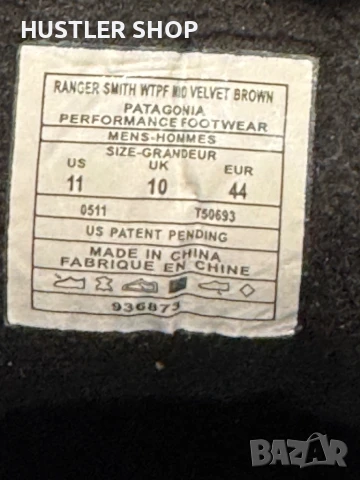 HUSTLER SHOP
RANGER SMITH WTPF MID VELVET BROWN
PATAGONIA
PERFORMANCE FOOTWEAR
MENS-HOMMES
SIZE-GRANDEUR
US UK EUR
11 10 44
0511 T50693
US PATENT PENDING
MADE IN CHINA
FABRIQUE EN CHINE
936873
BAZAR